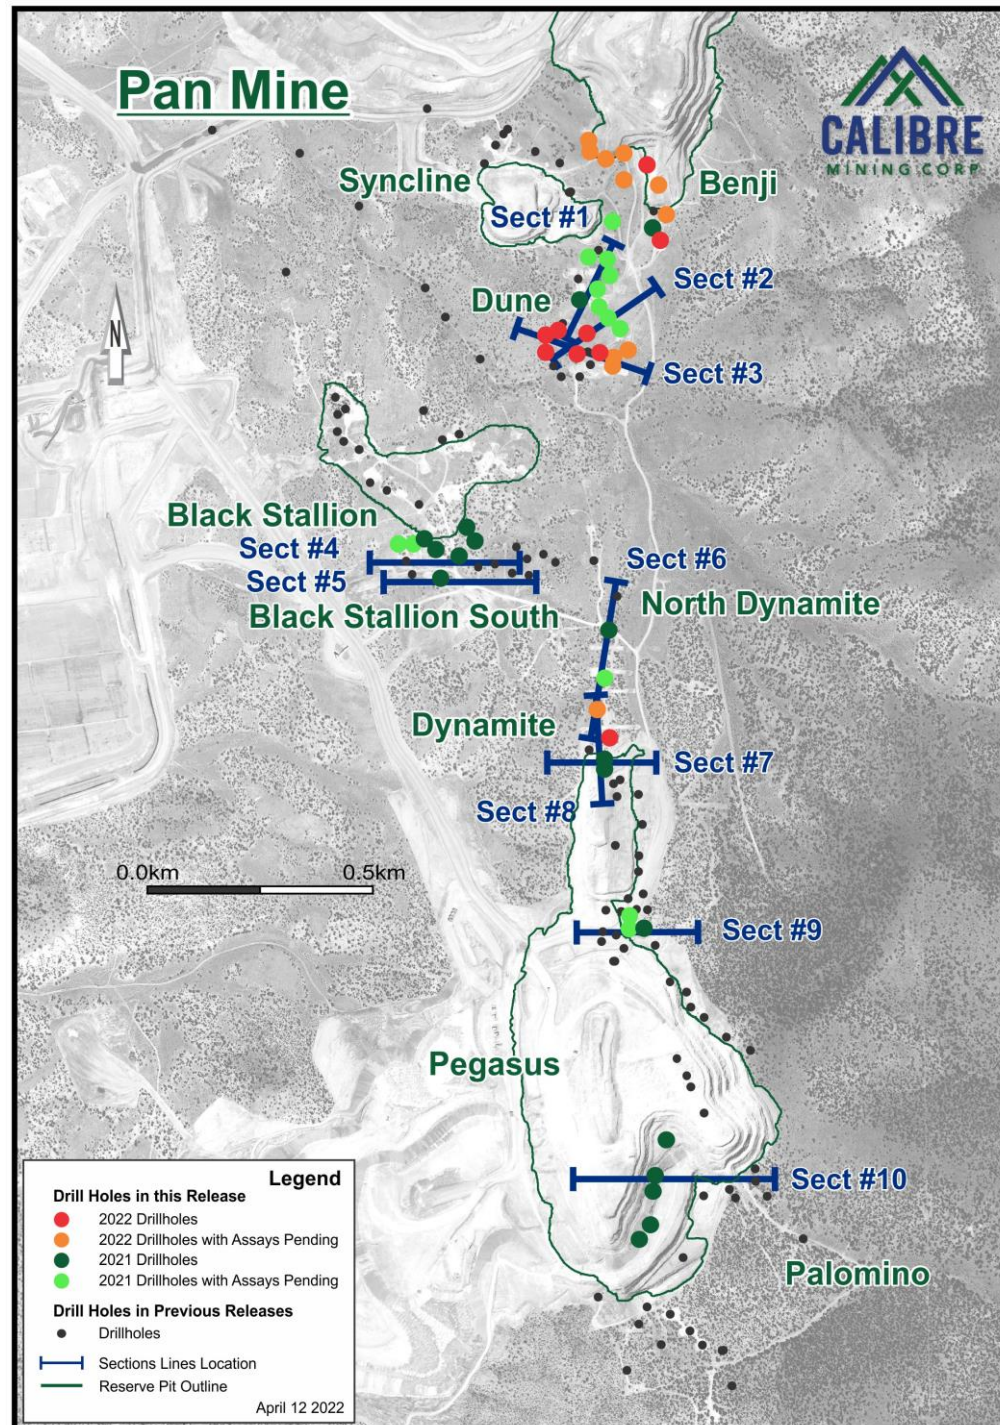 Pan Mine
CALIBRE
MINING CORP
Syncline
Benji
Sect #1
Sect #2
Dune
N
Sect #3
Black Stallion
Sect #4
Sect #5
Sect #6
North Dynamite
Black Stallion South
Dynamite
Sect #7
Sect #8
0.0km
0.5km
Sect #9
Pegasus
Sect #10
Palomino
Legend
Drill Holes in this Release
2022 Drillholes
2022 Drillholes with Assays Pending
2021 Drillholes
2021 Drillholes with Assays Pending
Drill Holes in Previous Releases
Drillholes
Sections Lines Location
Reserve Pit Outline
April 12 2022